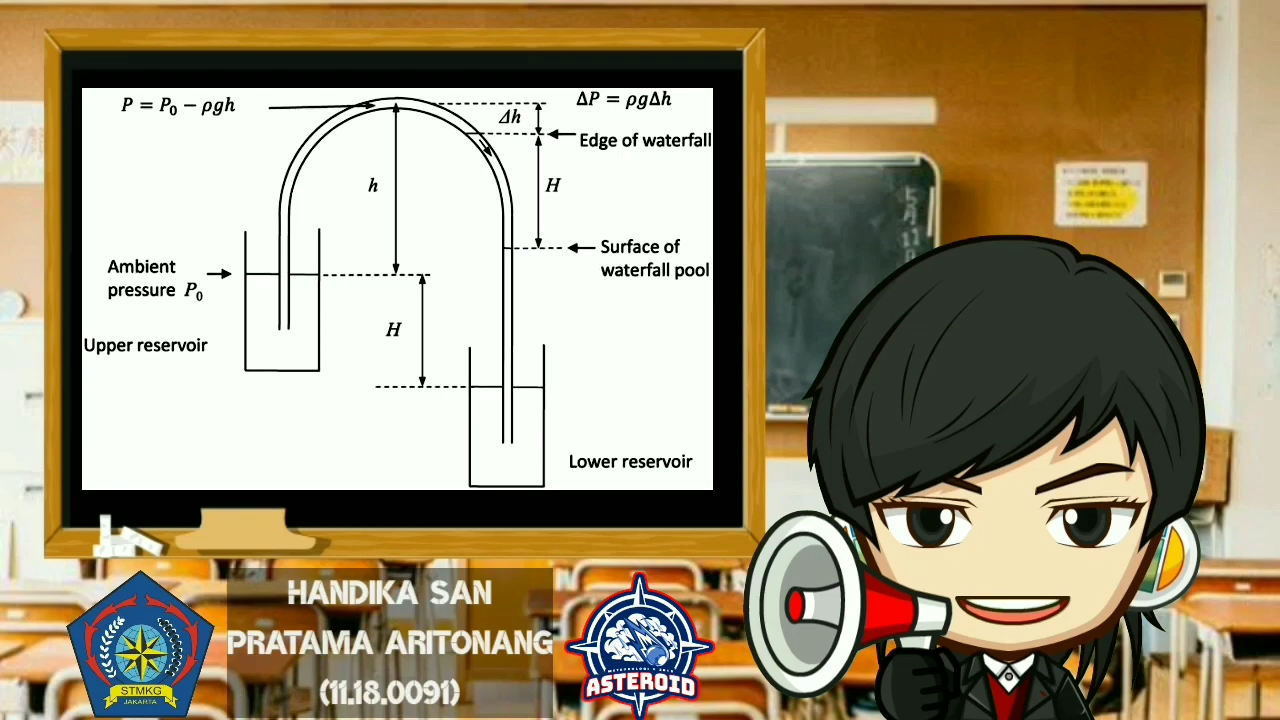 P = P₀ − ρgh
ΔP = ρgΔh
Δh
Edge of waterfall
h
H
Surface of
waterfall pool
Ambient
pressure P₀
H
Upper reservoir
Lower reservoir
HANDIKA SAN
PRATAMA ARITONANG
(11.18.0091)
STMKG
JAKARTA
ASTEROID